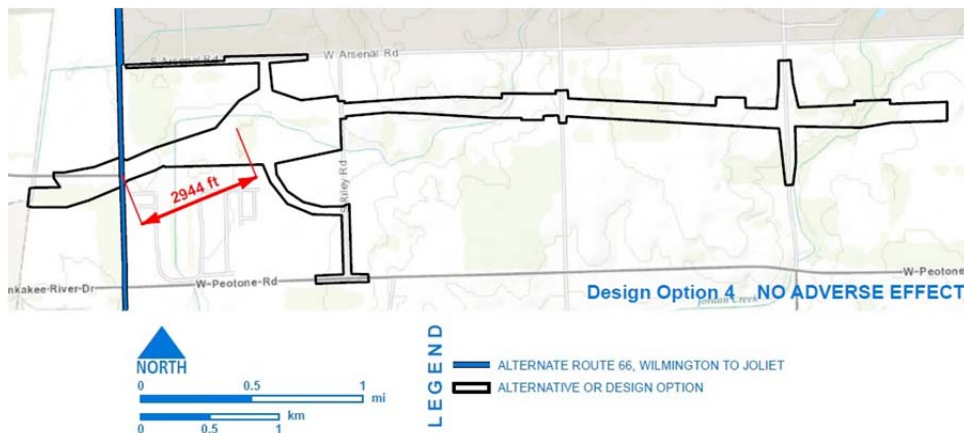 S Arsenal Rd
W Arsenal Rd
2944 ft
Riley Rd
nkakee-River-Dr
W-Peotone-Rd
W-Peotone
Design Option 4 NO ADVERSE EFFECT
Jordan Creek
NORTH
0 0.5 1
mi
km
0 0.5 1
LEGEND
ALTERNATE ROUTE 66, WILMINGTON TO JOLIET
ALTERNATIVE OR DESIGN OPTION